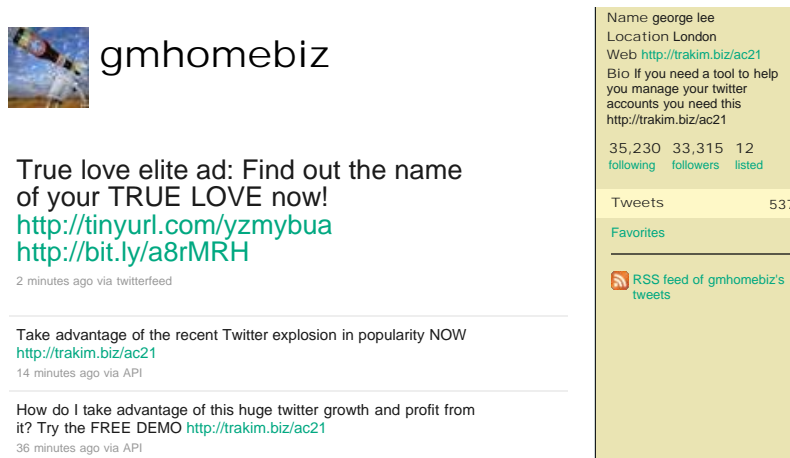 gmhomebiz
True love elite ad: Find out the name
of your TRUE LOVE now!
http://tinyurl.com/yzmybua
http://bit.ly/a8rMRH
2 minutes ago via twitterfeed
Take advantage of the recent Twitter explosion in popularity NOW
http://trakim.biz/ac21
14 minutes ago via API
How do I take advantage of this huge twitter growth and profit from
it? Try the FREE DEMO http://trakim.biz/ac21
36 minutes ago via API
Name george lee
Location London
Web http://trakim.biz/ac21
Bio If you need a tool to help
you manage your twitter
accounts you need this
http://trakim.biz/ac21
35,230 33,315 12
following followers listed
Tweets 537
Favorites
RSS feed of gmhomebiz's
tweets